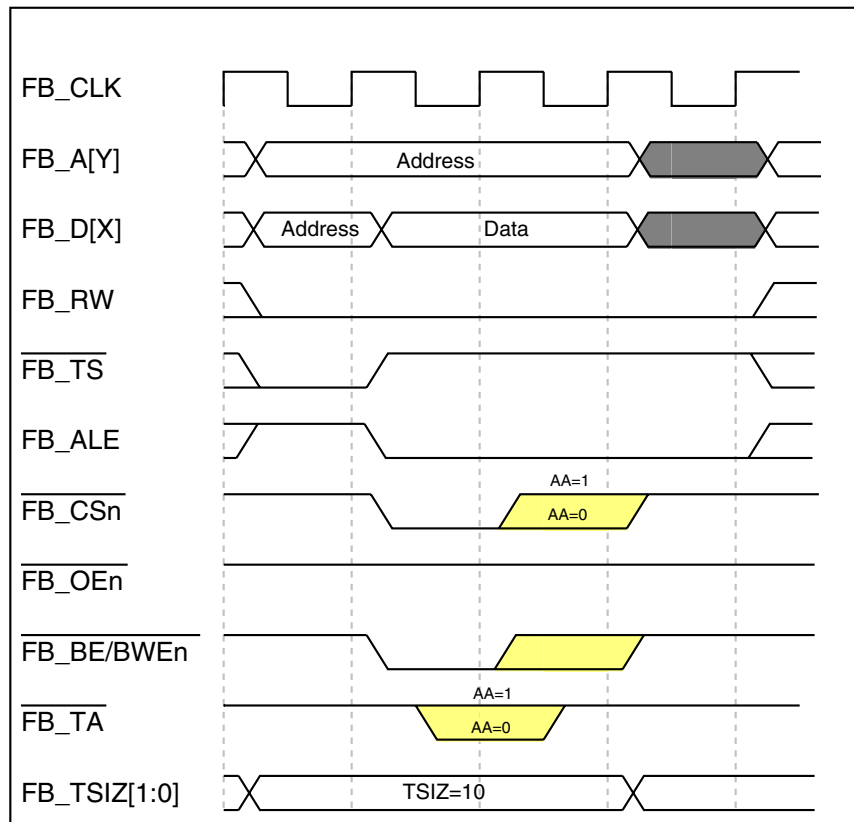 FB_CLK
FB_A[Y]
Address
FB_D[X]
Address
Data
FB_RW
FB_TS
FB_ALE
FB_CSn
AA=1
AA=0
FB_OEn
FB_BE/BWEn
FB_TA
AA=1
AA=0
FB_TSIZ[1:0]
TSIZ=10